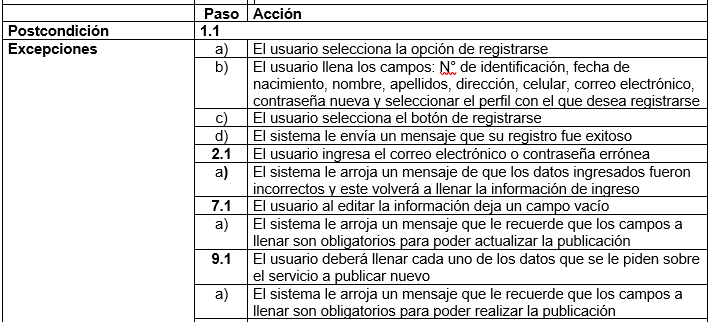 Paso Acción
Postcondición 1.1
Excepciones a) El usuario selecciona la opción de registrarse
b) El usuario llena los campos: N° de identificación, fecha de
nacimiento, nombre, apellidos, dirección, celular, correo electrónico,
contraseña nueva y seleccionar el perfil con el que desea registrarse
c) El usuario selecciona el botón de registrarse
d) El sistema le envía un mensaje que su registro fue exitoso
2.1 El usuario ingresa el correo electrónico o contraseña errónea
a) El sistema le arroja un mensaje de que los datos ingresados fueron
incorrectos y este volverá a llenar la información de ingreso
7.1 El usuario al editar la información deja un campo vacío
a) El sistema le arroja un mensaje que le recuerde que los campos a
llenar son obligatorios para poder actualizar la publicación
9.1 El usuario deberá llenar cada uno de los datos que se le piden sobre
el servicio a publicar nuevo
a) El sistema le arroja un mensaje que le recuerde que los campos a
llenar son obligatorios para poder realizar la publicación